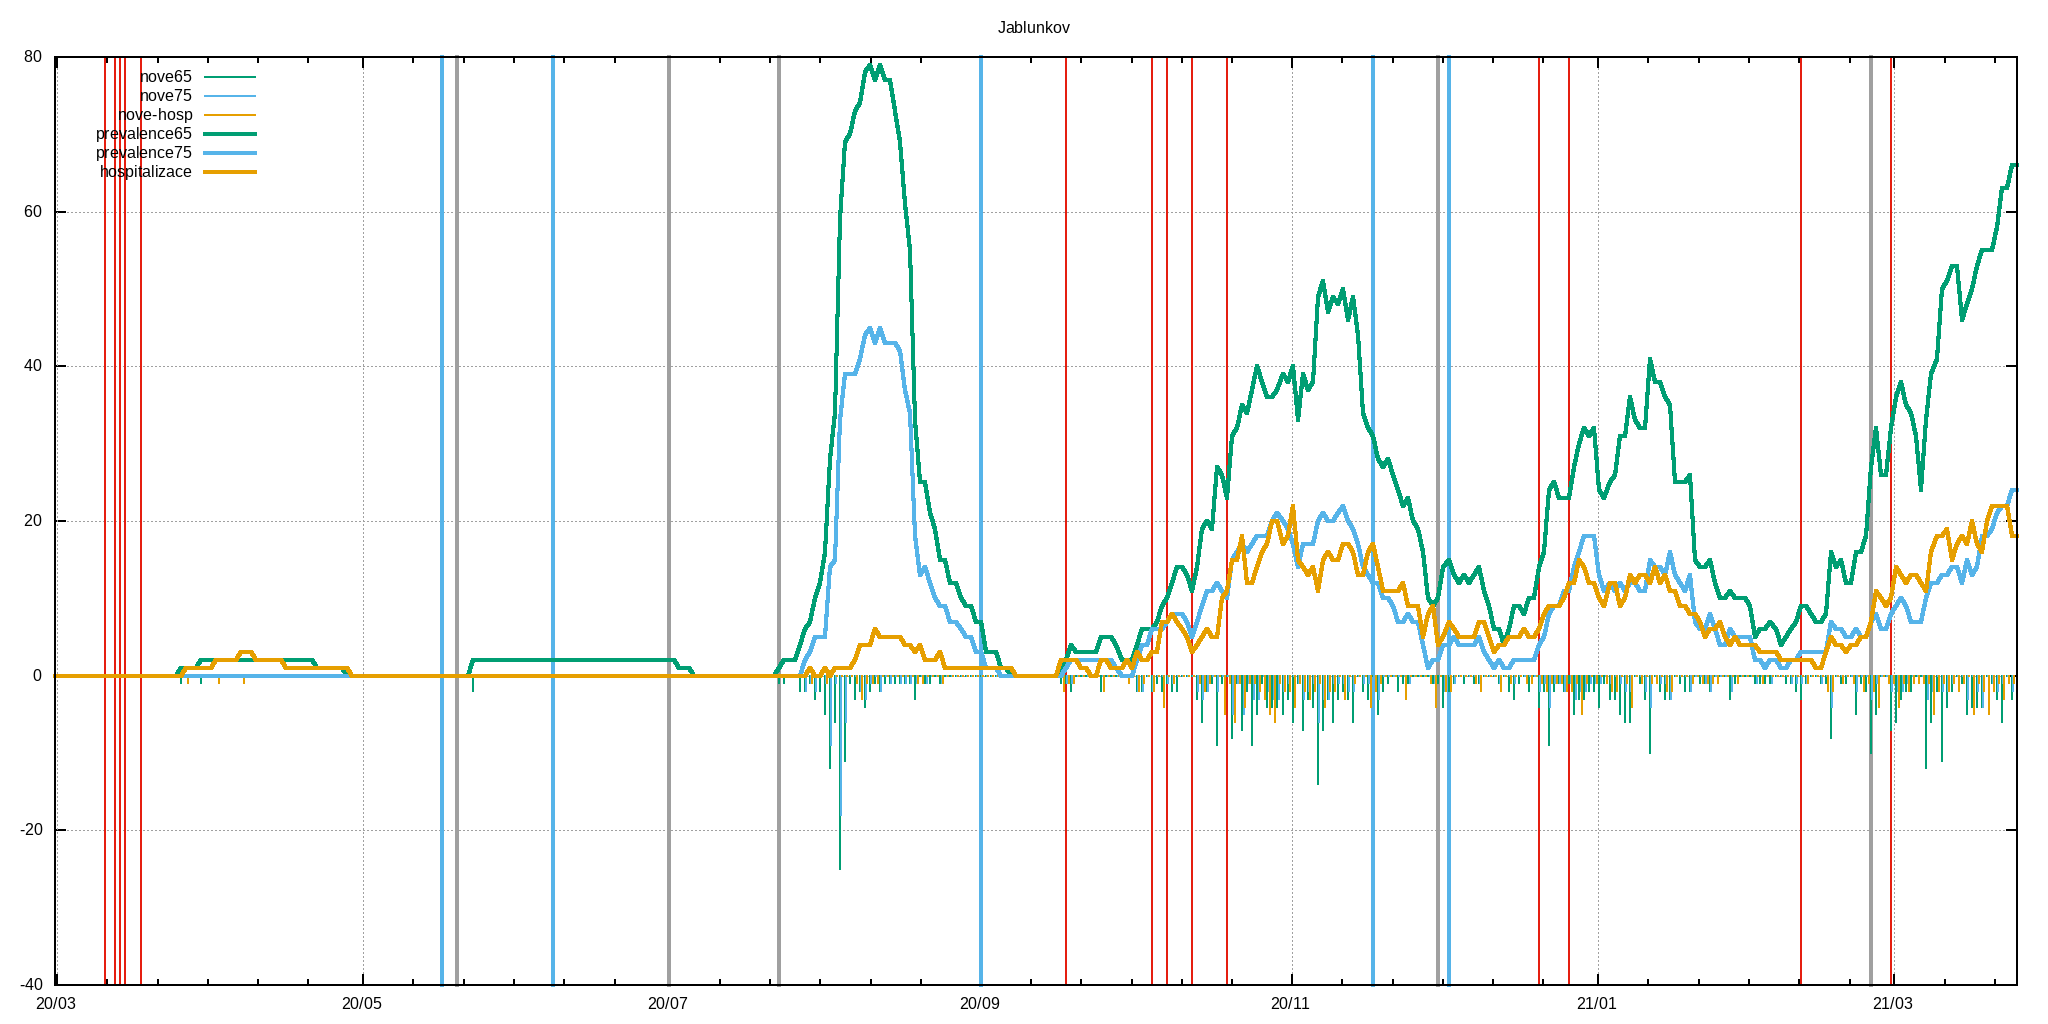 Jablunkov
80
nove65
nove75
nove-hosp
prevalence65
prevalence75
hospitalizace
60
40
20
0
-20
-40
20/03 20/05 20/07 20/09 20/11 21/01 21/03